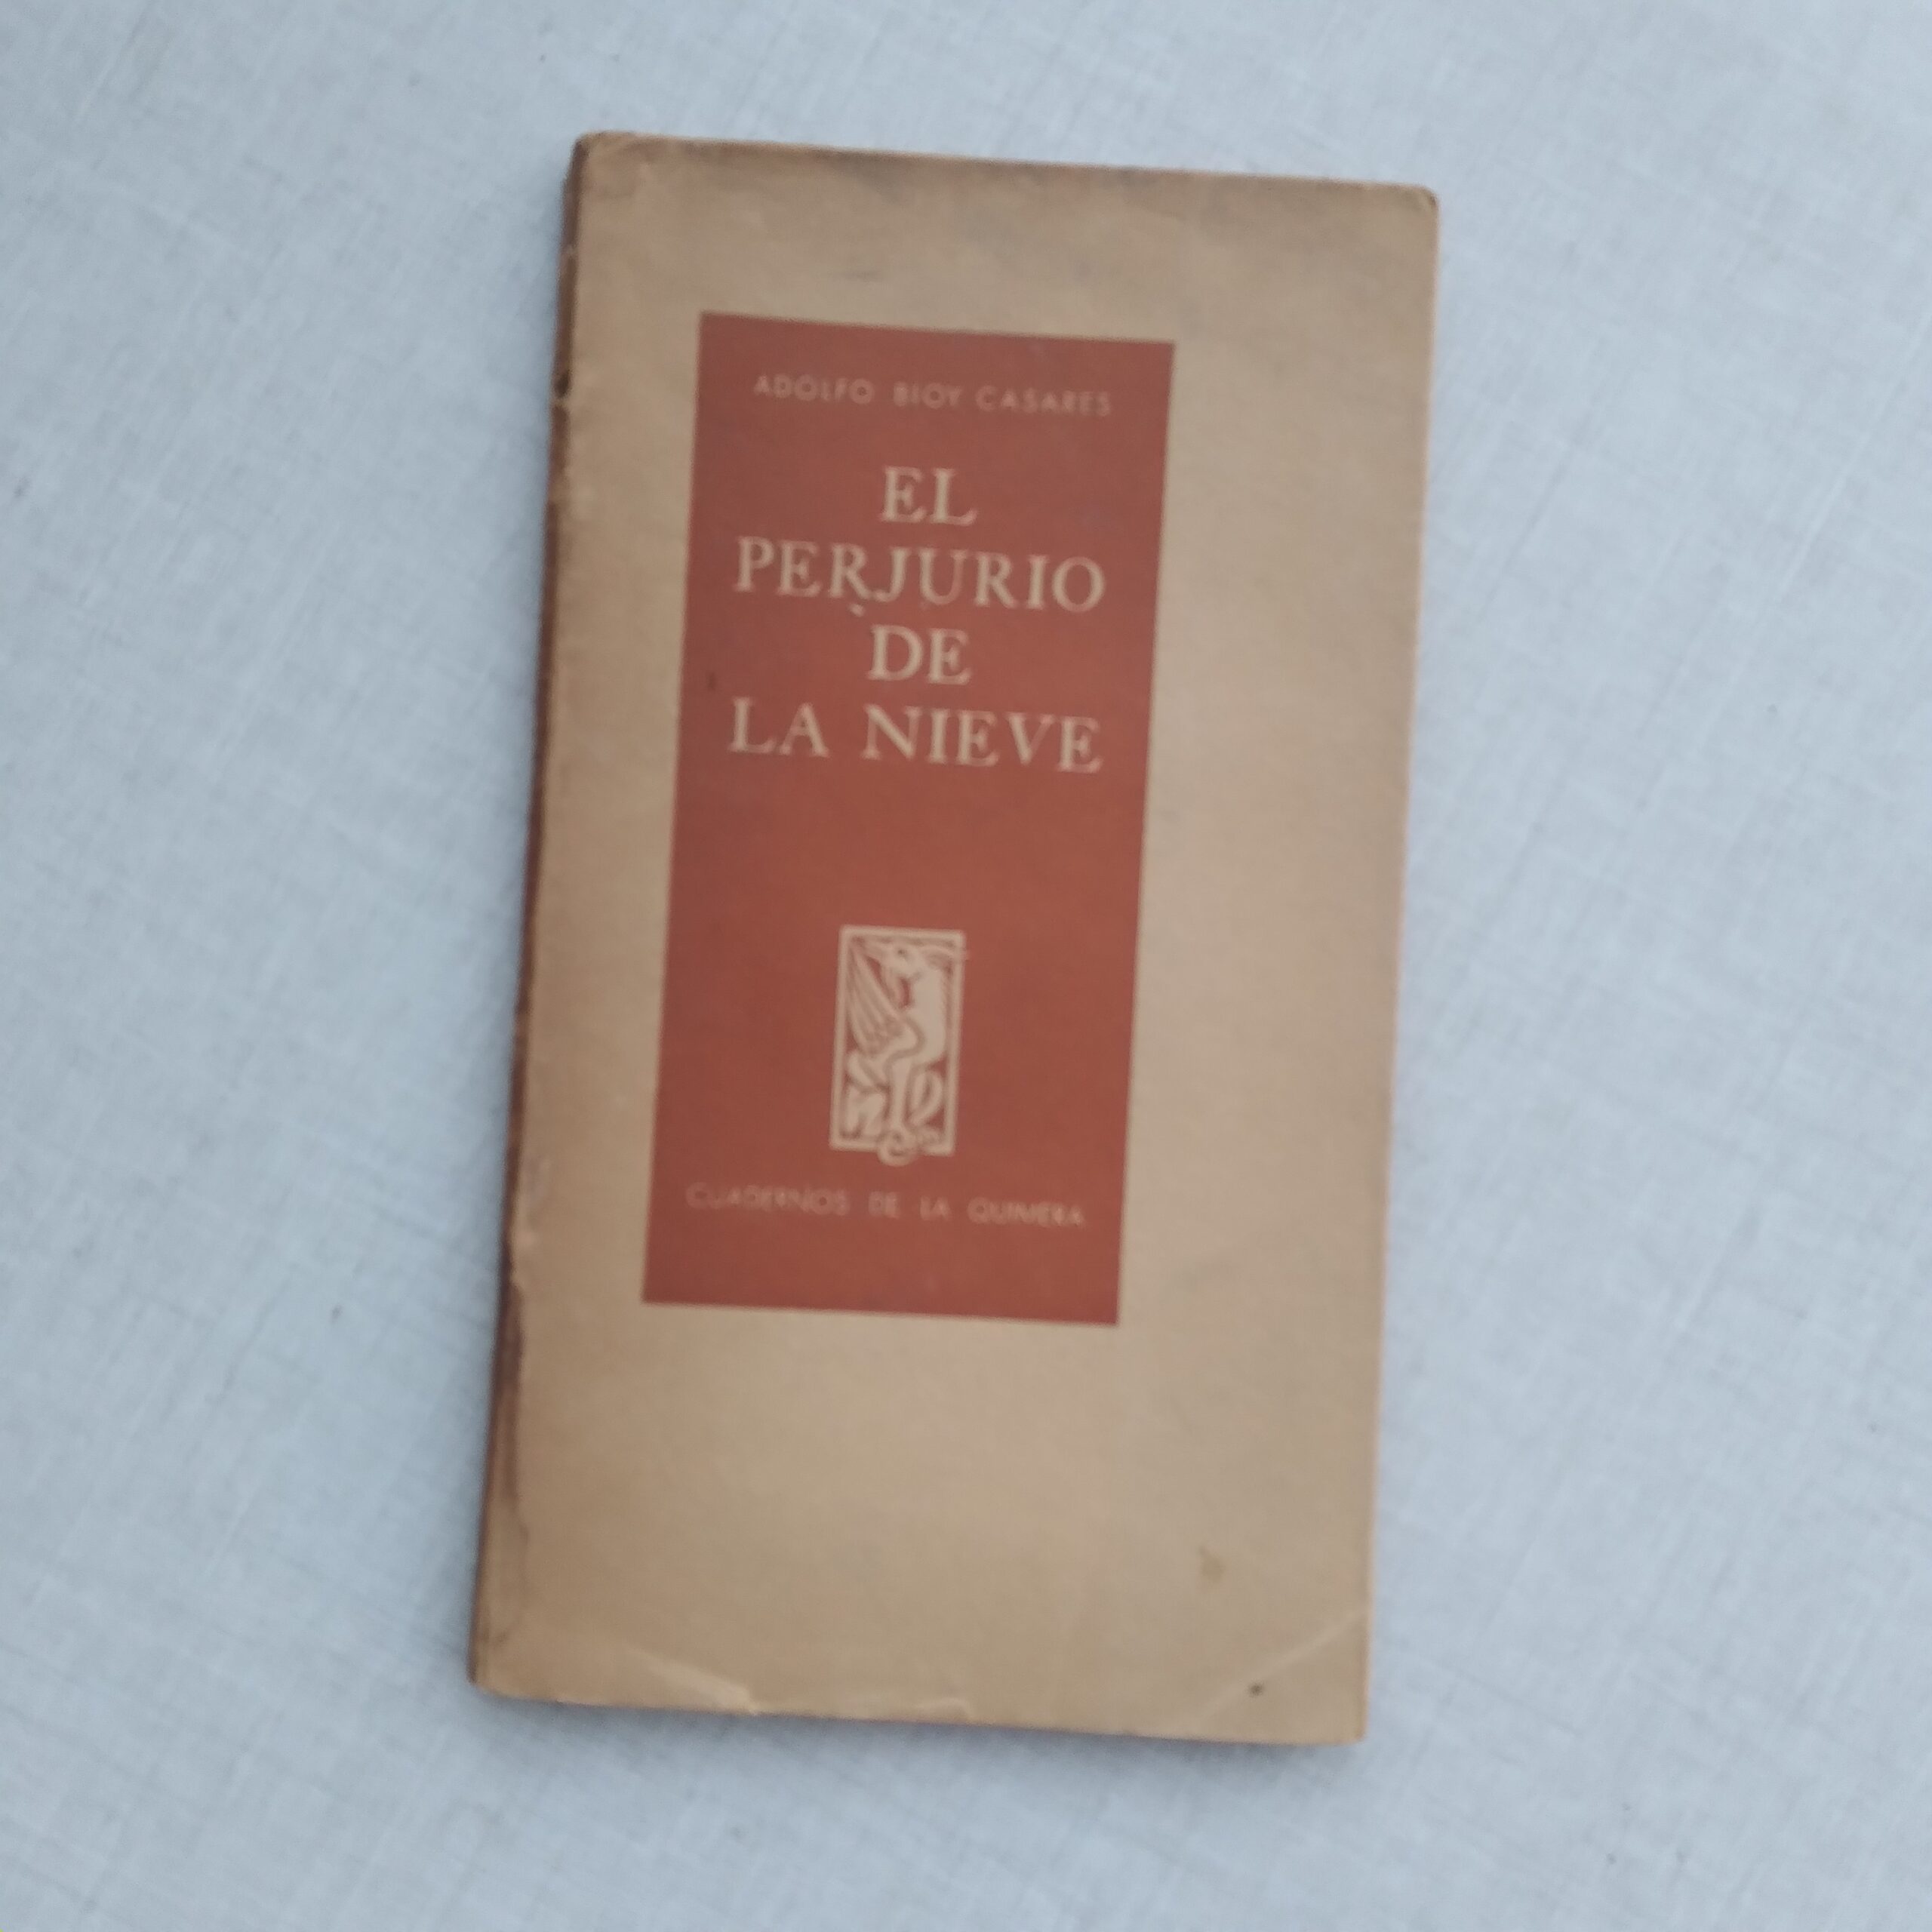 ADOLFO BIOY CASARES
EL
PERJURIO
DE
LA NIEVE
CUADERNOS DE LA QUIMERA